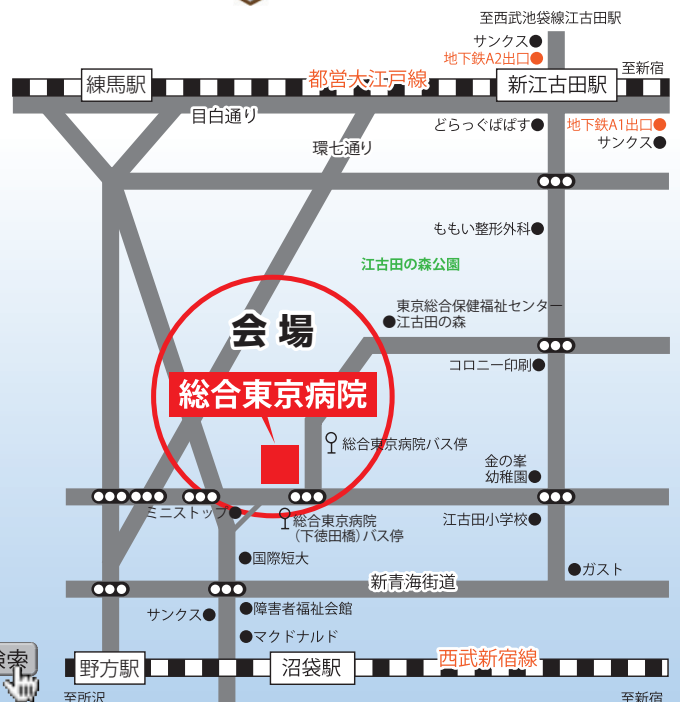 至西武池袋線江古田駅
サンクス
地下鉄A2出口
都営大江戸線
至新宿
練馬駅
新江古田駅
目白通り
どらっぐぱぱす
地下鉄A1出口
サンクス
環七通り
ももい整形外科
江古田の森公園
東京総合保健福祉センター
江古田の森
会場
コロニー印刷
総合東京病院
総合東京病院バス停
金の峯
幼稚園
ミニストップ
総合東京病院
(下徳田橋)バス停
江古田小学校
国際短大
ガスト
新青海街道
サンクス
障害者福祉会館
マクドナルド
検索
野方駅
沼袋駅
西武新宿線
至所沢
至新宿